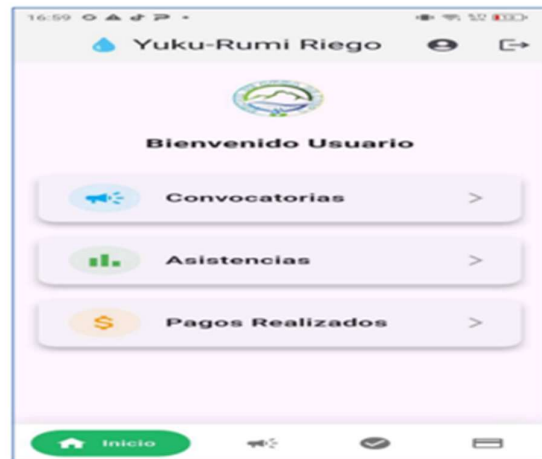 16:59
Yuku-Rumi Riego
Bienvenido Usuario
Convocatorias
Asistencias
Pagos Realizados
Inicio